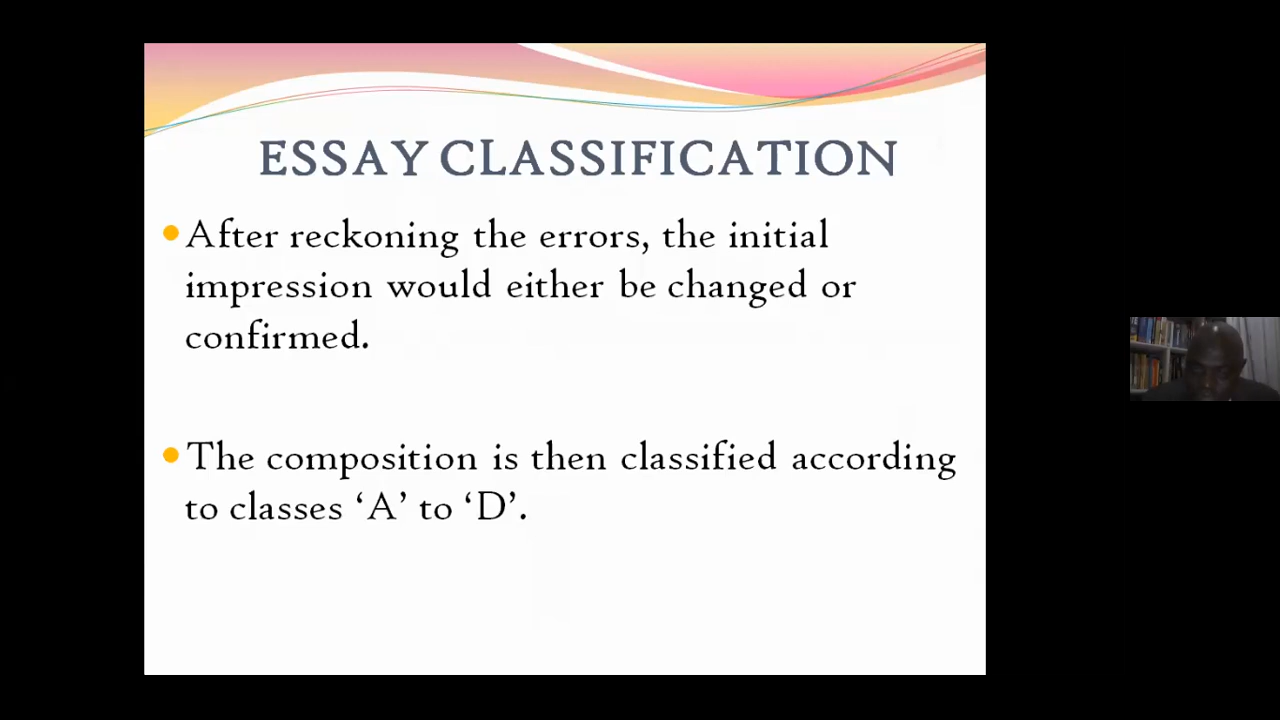 ESSAY CLASSIFICATION
After reckoning the errors, the initial
impression would either be changed or
confirmed.
The composition is then classified according
to classes ‘A’ to ‘D’.